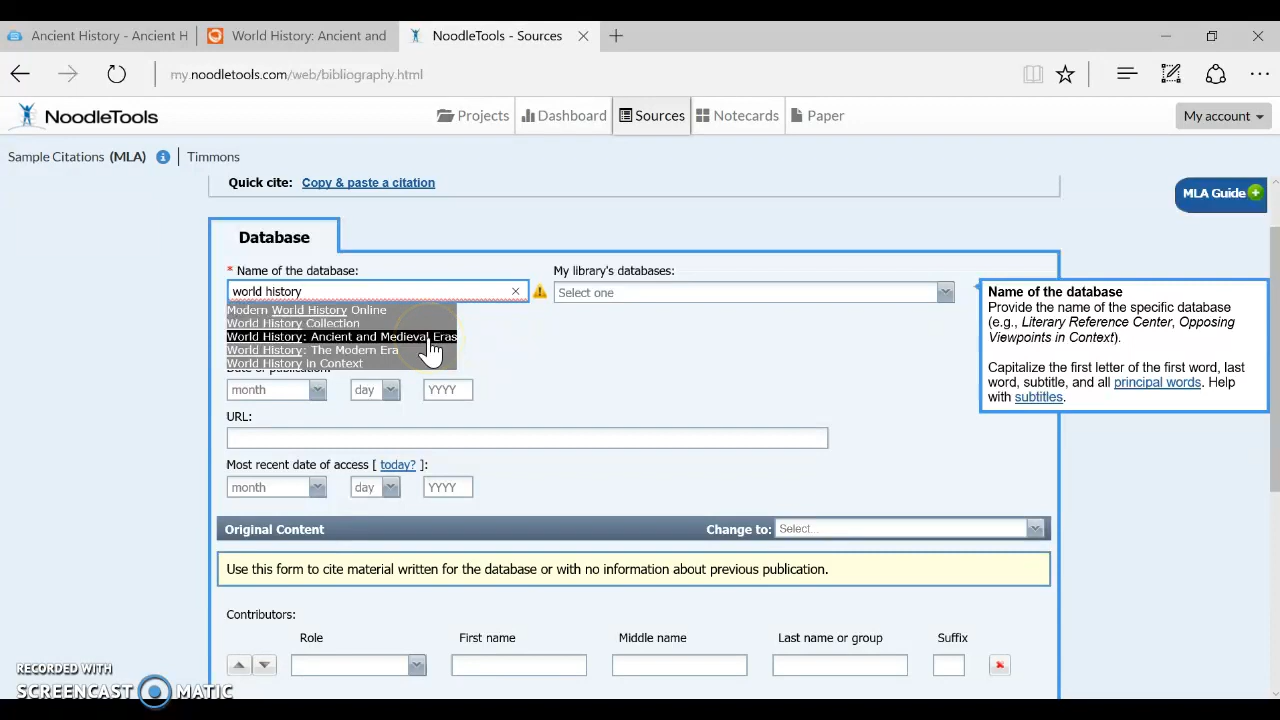 Ancient History - Ancient H
World History: Ancient and
NoodleTools - Sources
my.noodletools.com/web/bibliography.html
NoodleTools
Projects
Dashboard
Sources
Notecards
Paper
My account
Sample Citations (MLA)
Timmons
Quick cite: Copy & paste a citation
MLA Guide
Database
* Name of the database:
My library's databases:
world history
Select one
Modern World History Online
World History Collection
World History: Ancient and Medieval Eras
World History: The Modern Era
World History in Context
Name of the database
Provide the name of the specific database
(e.g., Literary Reference Center, Opposing
Viewpoints in Context).
Capitalize the first letter of the first word, last
word, subtitle, and all principal words. Help
with subtitles.
Date of publication:
month
day
YYYY
URL:
Most recent date of access [ today? ]:
month
day
YYYY
Original Content
Change to:
Select...
Use this form to cite material written for the database or with no information about previous publication.
Contributors:
Role
First name
Middle name
Last name or group
Suffix
RECORDED WITH
SCREENCAST MATIC